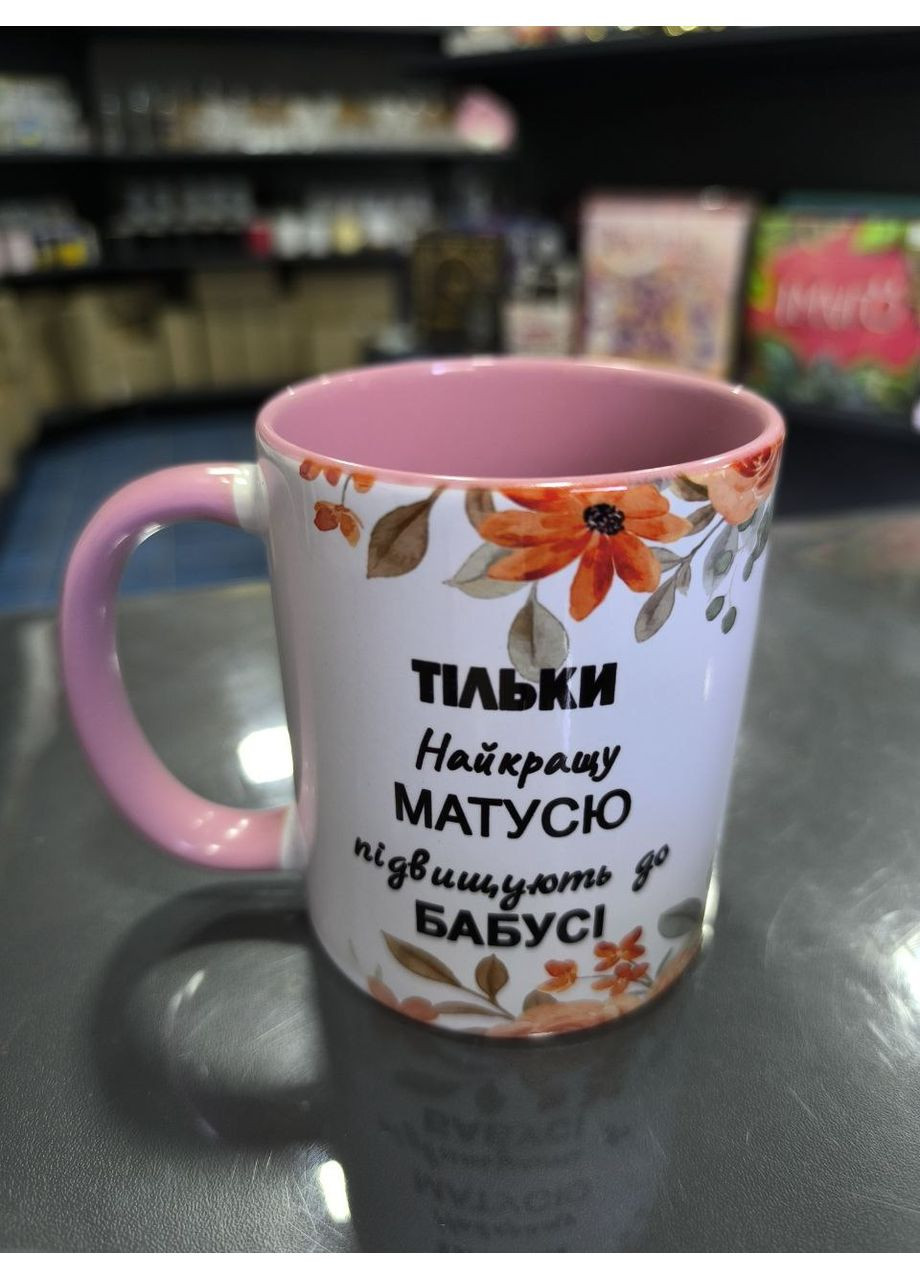 ТІЛЬКИ
Найкращу
МАТУСЮ
підвищують до
БАБУСІ